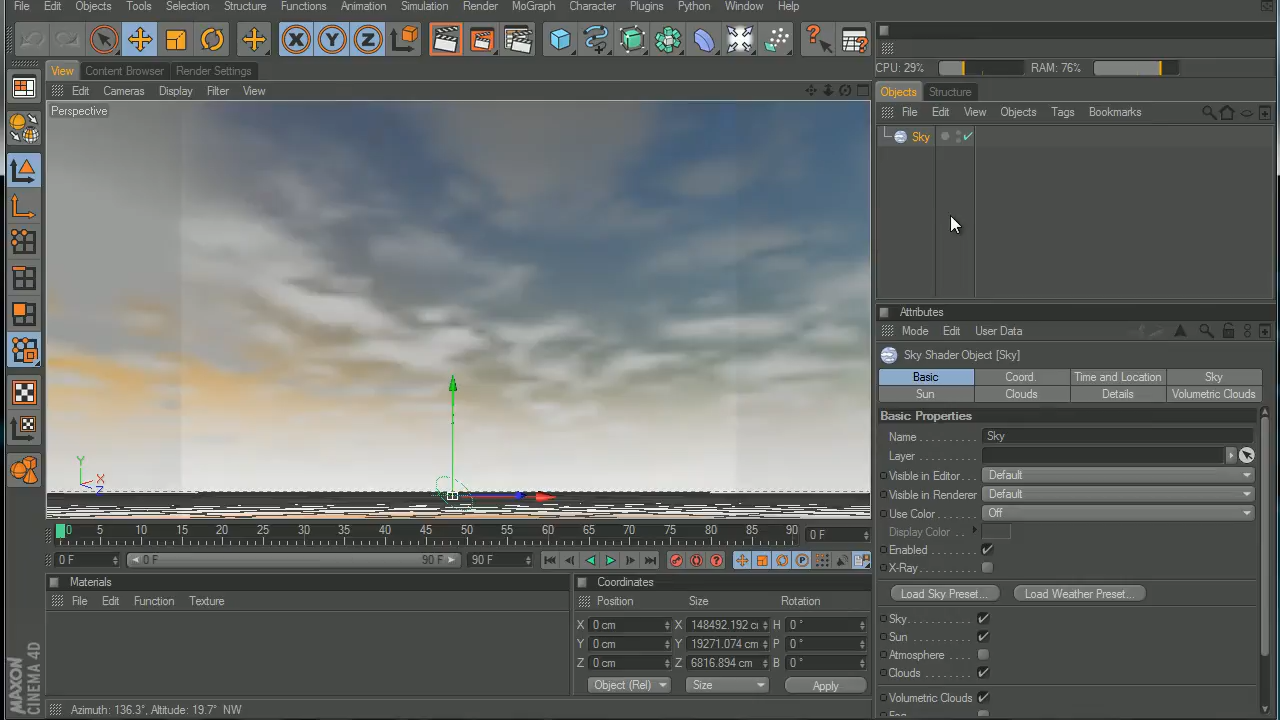 File Edit Objects Tools Selection Structure Functions Animation Simulation Render MoGraph Character Plugins Python Window Help
X Y Z
CPU: 29% RAM: 76%
View Content Browser Render Settings
Objects Structure
Edit Cameras Display Filter View
File Edit View Objects Tags Bookmarks
Perspective
Sky
Attributes
Mode Edit User Data
Sky Shader Object [Sky]
Basic Coord. Time and Location Sky
Sun Clouds Details Volumetric Clouds
Basic Properties
Name Sky
Layer
Visible in Editor Default
Visible in Renderer Default
Use Color Off
Display Color
Enabled
X-Ray
Load Sky Preset... Load Weather Preset...
Sky
Sun
Atmosphere
Clouds
Volumetric Clouds
Fog
Y
X
Z
0 5 10 15 20 25 30 35 40 45 50 55 60 65 70 75 80 85 90 0 F
0 F 0 F 90 F 90 F
Materials
File Edit Function Texture
Coordinates
Position Size Rotation
X 0 cm X 148492.192 H 0 °
Y 0 cm Y 19271.074 cm P 0 °
Z 0 cm Z 6816.894 cm B 0 °
Object (Rel) Size Apply
MAXON
CINEMA 4D
Azimuth: 136.3°, Altitude: 19.7° NW